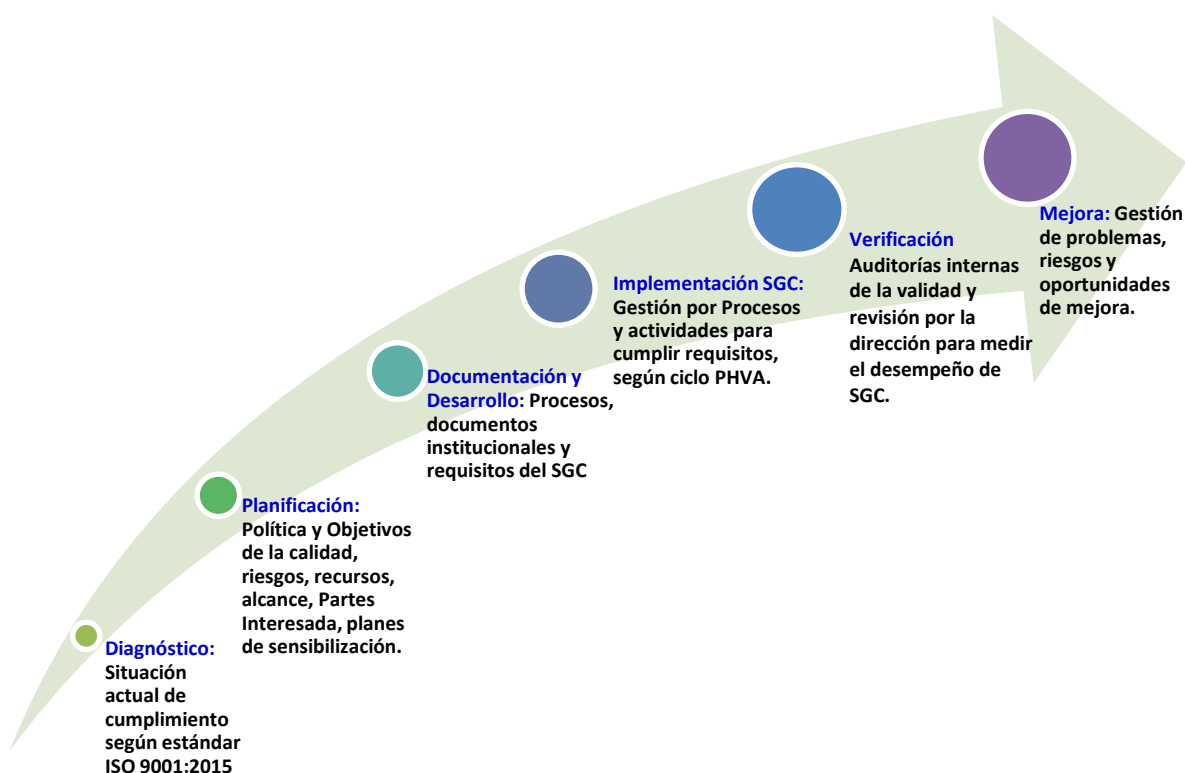 Diagnóstico:
Situación
actual de
cumplimiento
según estándar
ISO 9001:2015
Planificación:
Política y Objetivos
de la calidad,
riesgos, recursos,
alcance, Partes
Interesada, planes
de sensibilización.
Documentación y
Desarrollo: Procesos,
documentos
institucionales y
requisitos del SGC
Implementación SGC:
Gestión por Procesos
y actividades para
cumplir requisitos,
según ciclo PHVA.
Verificación
Auditorías internas
de la validad y
revisión por la
dirección para medir
el desempeño de
SGC.
Mejora: Gestión
de problemas,
riesgos y
oportunidades
de mejora.